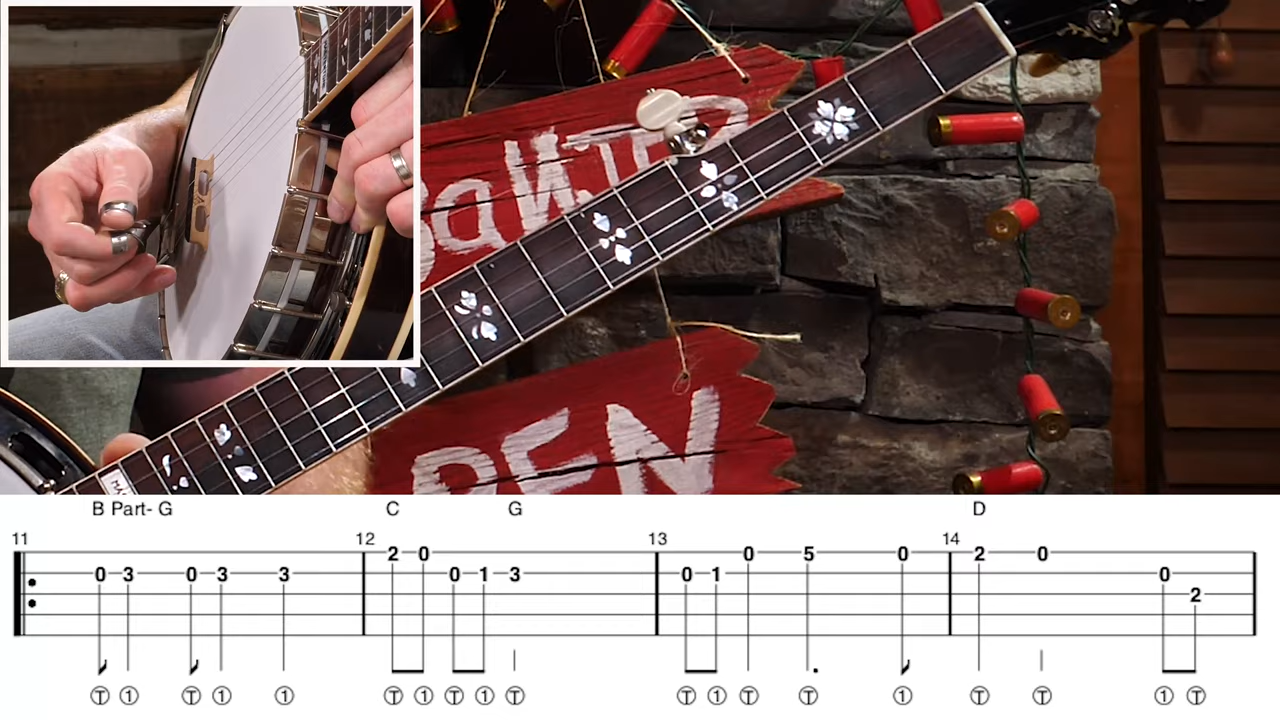 PEN
B Part- G C G D
11 12 13 14
2 0 0 5 0 2 0
0 3 0 3 3 0 1 3 0 1 0
2
T 1 T 1 1 T 1 T 1 T T 1 T T 1 T T 1 T